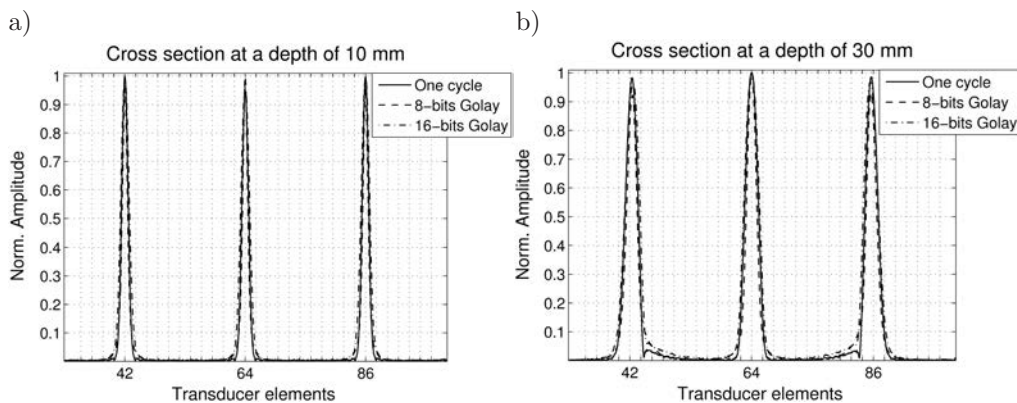 a)
Cross section at a depth of 10 mm
One cycle
8-bits Golay
16-bits Golay
1
0.9
0.8
0.7
0.6
0.5
0.4
0.3
0.2
0.1
Norm. Amplitude
42 64 86
Transducer elements
b)
Cross section at a depth of 30 mm
One cycle
8-bits Golay
16-bits Golay
1
0.9
0.8
0.7
0.6
0.5
0.4
0.3
0.2
0.1
Norm. Amplitude
42 64 86
Transducer elements